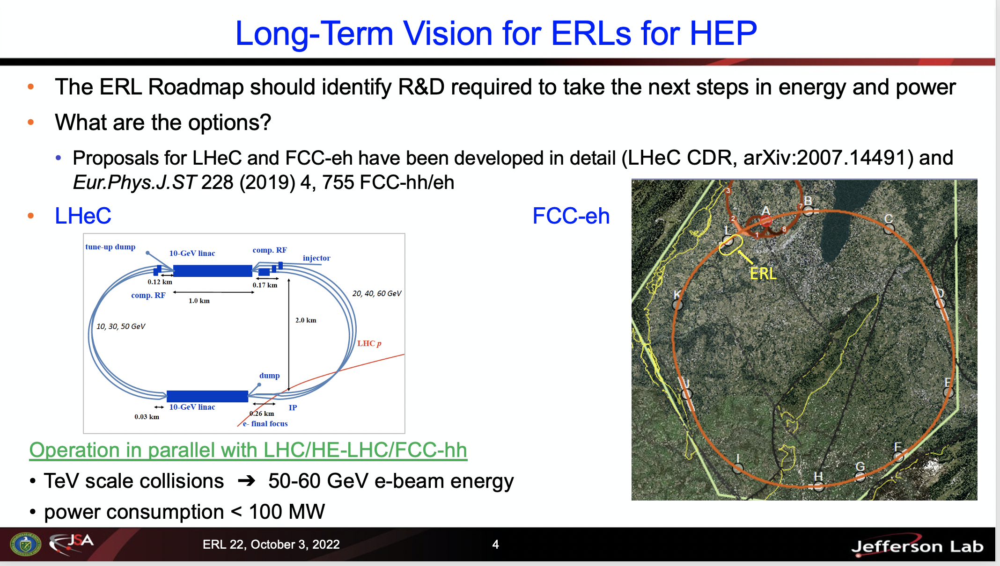 Long-Term Vision for ERLs for HEP
• The ERL Roadmap should identify R&D required to take the next steps in energy and power
• What are the options?
• Proposals for LHeC and FCC-eh have been developed in detail (LHeC CDR, arXiv:2007.14491) and
Eur.Phys.J.ST 228 (2019) 4, 755 FCC-hh/eh
• LHeC
FCC-eh
tune-up dump
10-GeV linac
comp. RF
injector
0.12 km
0.17 km
comp. RF
1.0 km
20, 40, 60 GeV
10, 30, 50 GeV
2.0 km
LHC p
dump
10-GeV linac
IP
0.03 km
0.26 km
e- final focus
3
7
B
A
2
C
L
1
8
ERL
K
D
J
E
F
I
G
H
Operation in parallel with LHC/HE-LHC/FCC-hh
• TeV scale collisions ➔ 50-60 GeV e-beam energy
• power consumption < 100 MW
JSA
ERL 22, October 3, 2022
4
Jefferson Lab